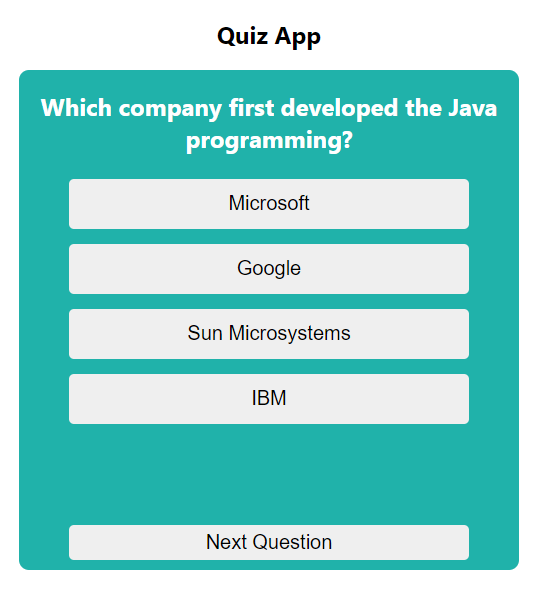 Quiz App
Which company first developed the Java
programming?
Microsoft
Google
Sun Microsystems
IBM
Next Question